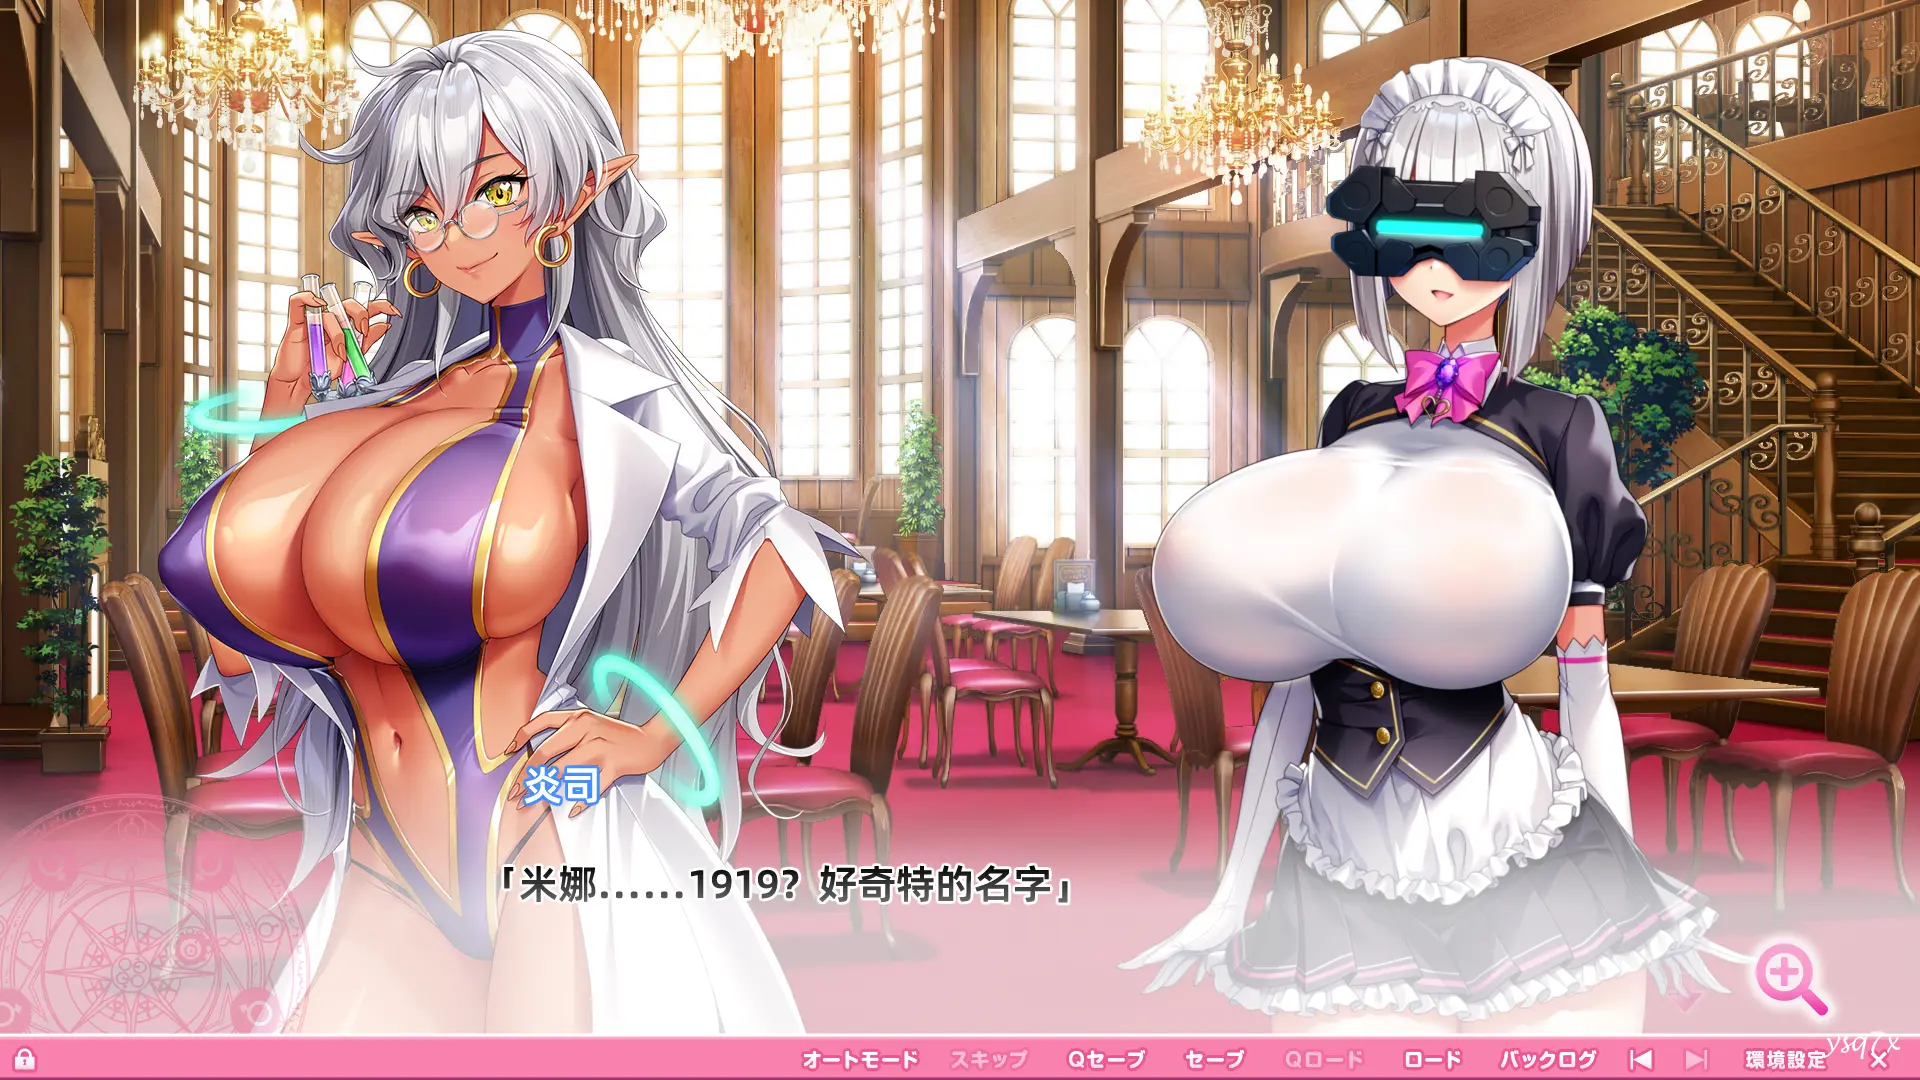 炎司
「米娜……1919？好奇特的名字」
オートモード スキップ Qセーブ セーブ Qロード ロード バックログ 環境設定
ysq7x